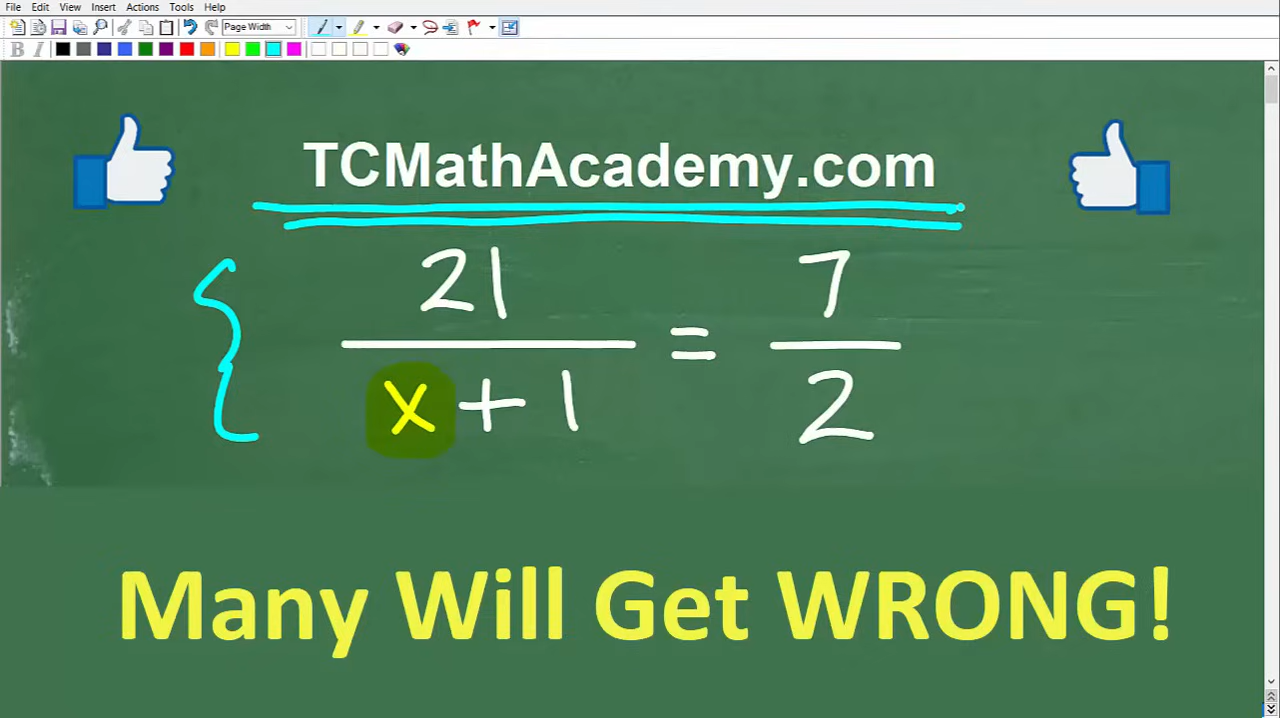 File Edit View Insert Actions Tools Help
Page Width
B I
TCMathAcademy.com
21 7
= 
x + 1 2
Many Will Get WRONG!